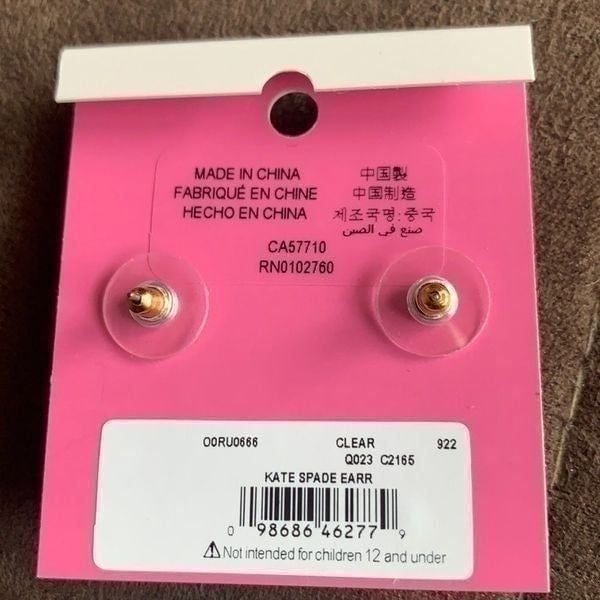 MADE IN CHINA
FABRIQUÉ EN CHINE
HECHO EN CHINA
中国製
中国制造
제조국명:중국
صنع في الصين
CA57710
RN0102760
O0RU0666 CLEAR 922
Q023 C2165
KATE SPADE EARR
0 98686 46277 9
⚠Not intended for children 12 and under